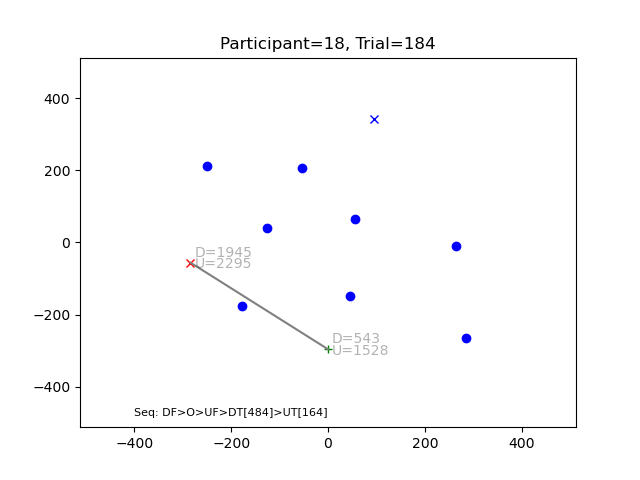 Participant=18, Trial=184
400
200
0
−200
−400
D=1945
U=2295
D=543
U=1528
Seq: DF>O>UF>DT[484]>UT[164]
−400
−200
0
200
400